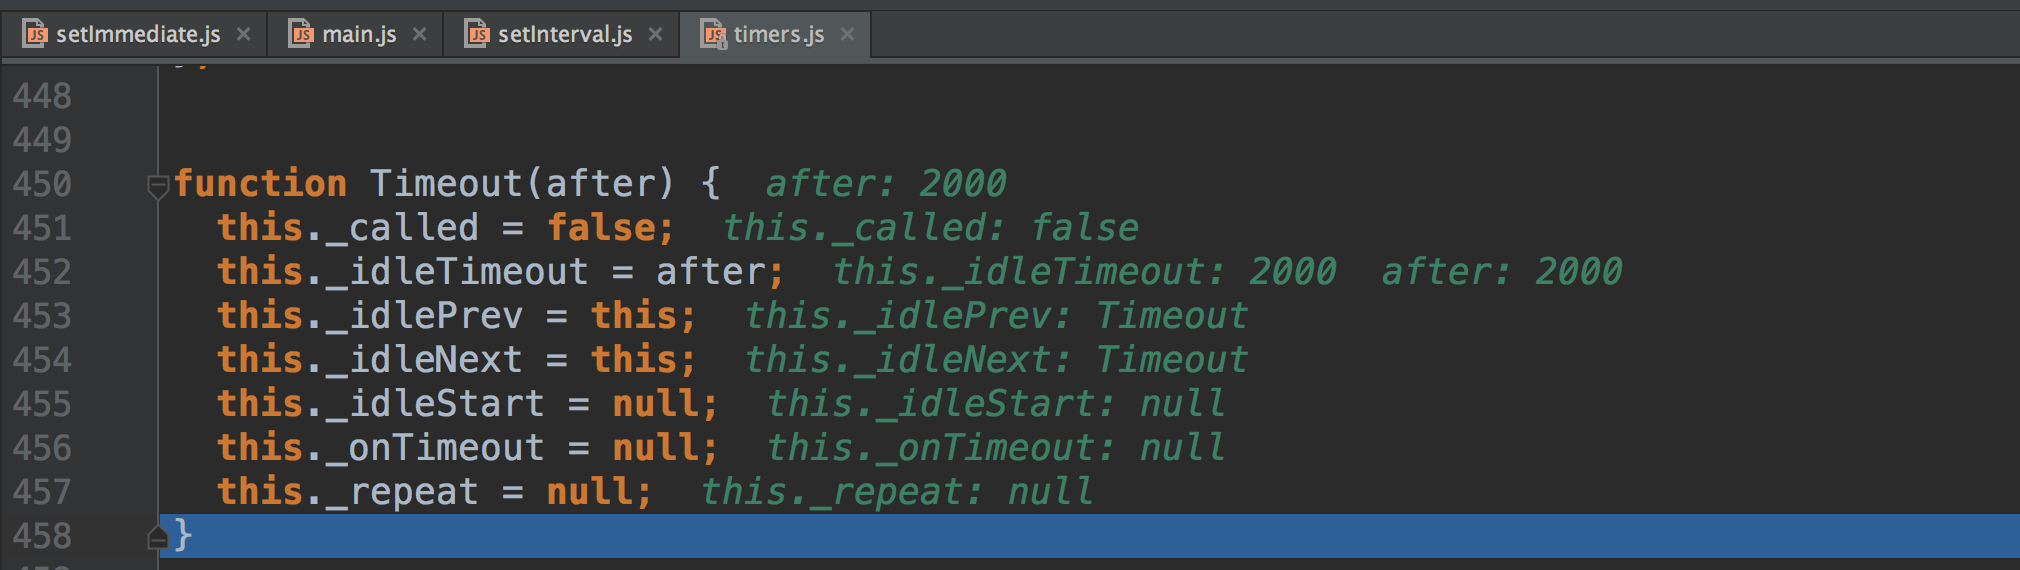 setImmediate.js × main.js × setInterval.js × timers.js ×
448
449
450 function Timeout(after) { after: 2000
451 this._called = false; this._called: false
452 this._idleTimeout = after; this._idleTimeout: 2000 after: 2000
453 this._idlePrev = this; this._idlePrev: Timeout
454 this._idleNext = this; this._idleNext: Timeout
455 this._idleStart = null; this._idleStart: null
456 this._onTimeout = null; this._onTimeout: null
457 this._repeat = null; this._repeat: null
458 }